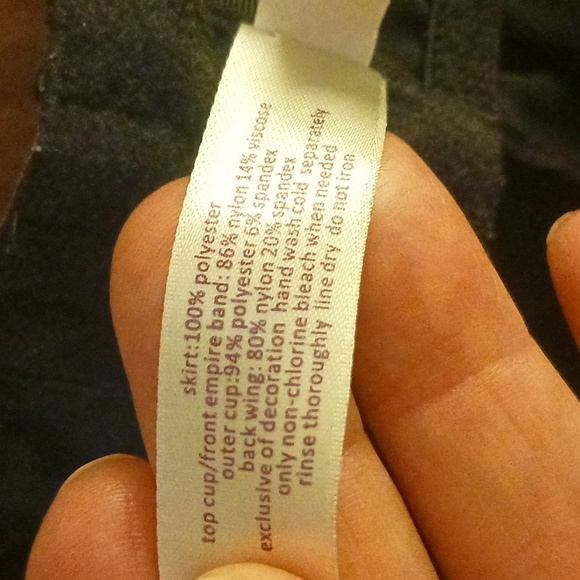 skirt:100% polyester
top cup/front empire band: 86% nylon 14% viscose
outer cup:94% polyester 6% spandex
back wing: 80% nylon 20% spandex
exclusive of decoration hand wash cold separately
only non-chlorine bleach when needed
rinse thoroughly line dry do not iron